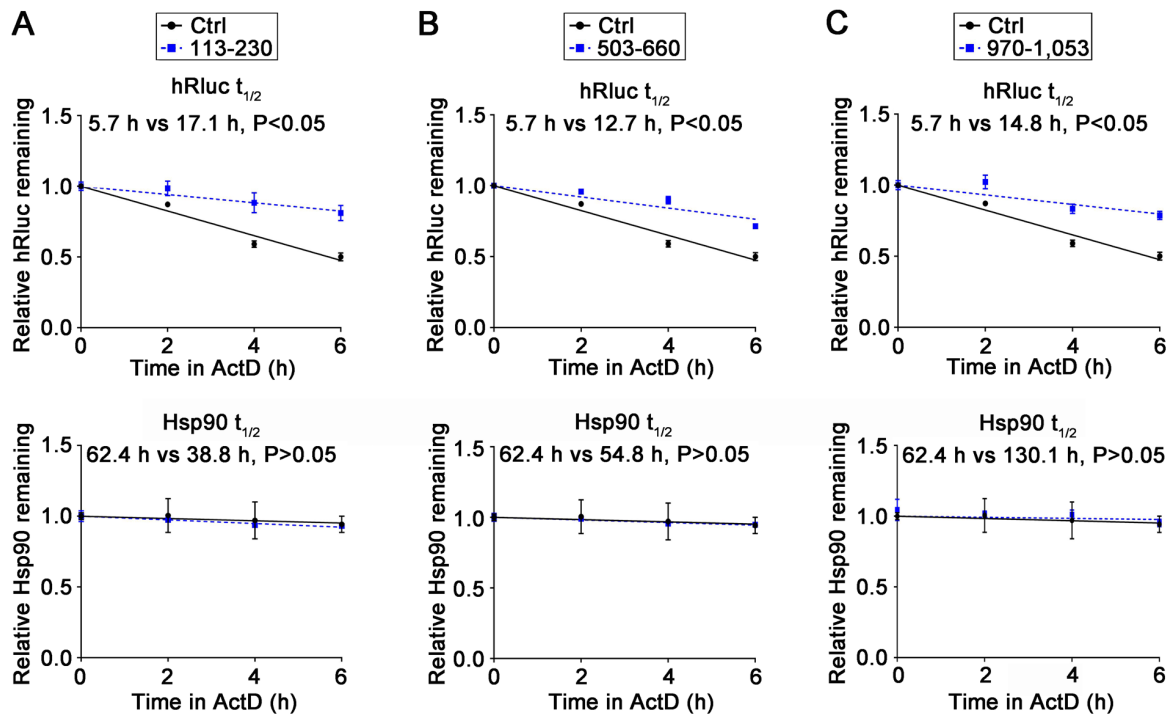 A
Ctrl
113-230
hRluc t1/2
5.7 h vs 17.1 h, P<0.05
Relative hRluc remaining
1.5
1.0
0.5
0.0
0 2 4 6
Time in ActD (h)
Hsp90 t1/2
62.4 h vs 38.8 h, P>0.05
Relative Hsp90 remaining
1.5
1.0
0.5
0.0
0 2 4 6
Time in ActD (h)
B
Ctrl
503-660
hRluc t1/2
5.7 h vs 12.7 h, P<0.05
Relative hRluc remaining
1.5
1.0
0.5
0.0
0 2 4 6
Time in ActD (h)
Hsp90 t1/2
62.4 h vs 54.8 h, P>0.05
Relative Hsp90 remaining
1.5
1.0
0.5
0.0
0 2 4 6
Time in ActD (h)
C
Ctrl
970-1,053
hRluc t1/2
5.7 h vs 14.8 h, P<0.05
Relative hRluc remaining
1.5
1.0
0.5
0.0
0 2 4 6
Time in ActD (h)
Hsp90 t1/2
62.4 h vs 130.1 h, P>0.05
Relative Hsp90 remaining
1.5
1.0
0.5
0.0
0 2 4 6
Time in ActD (h)